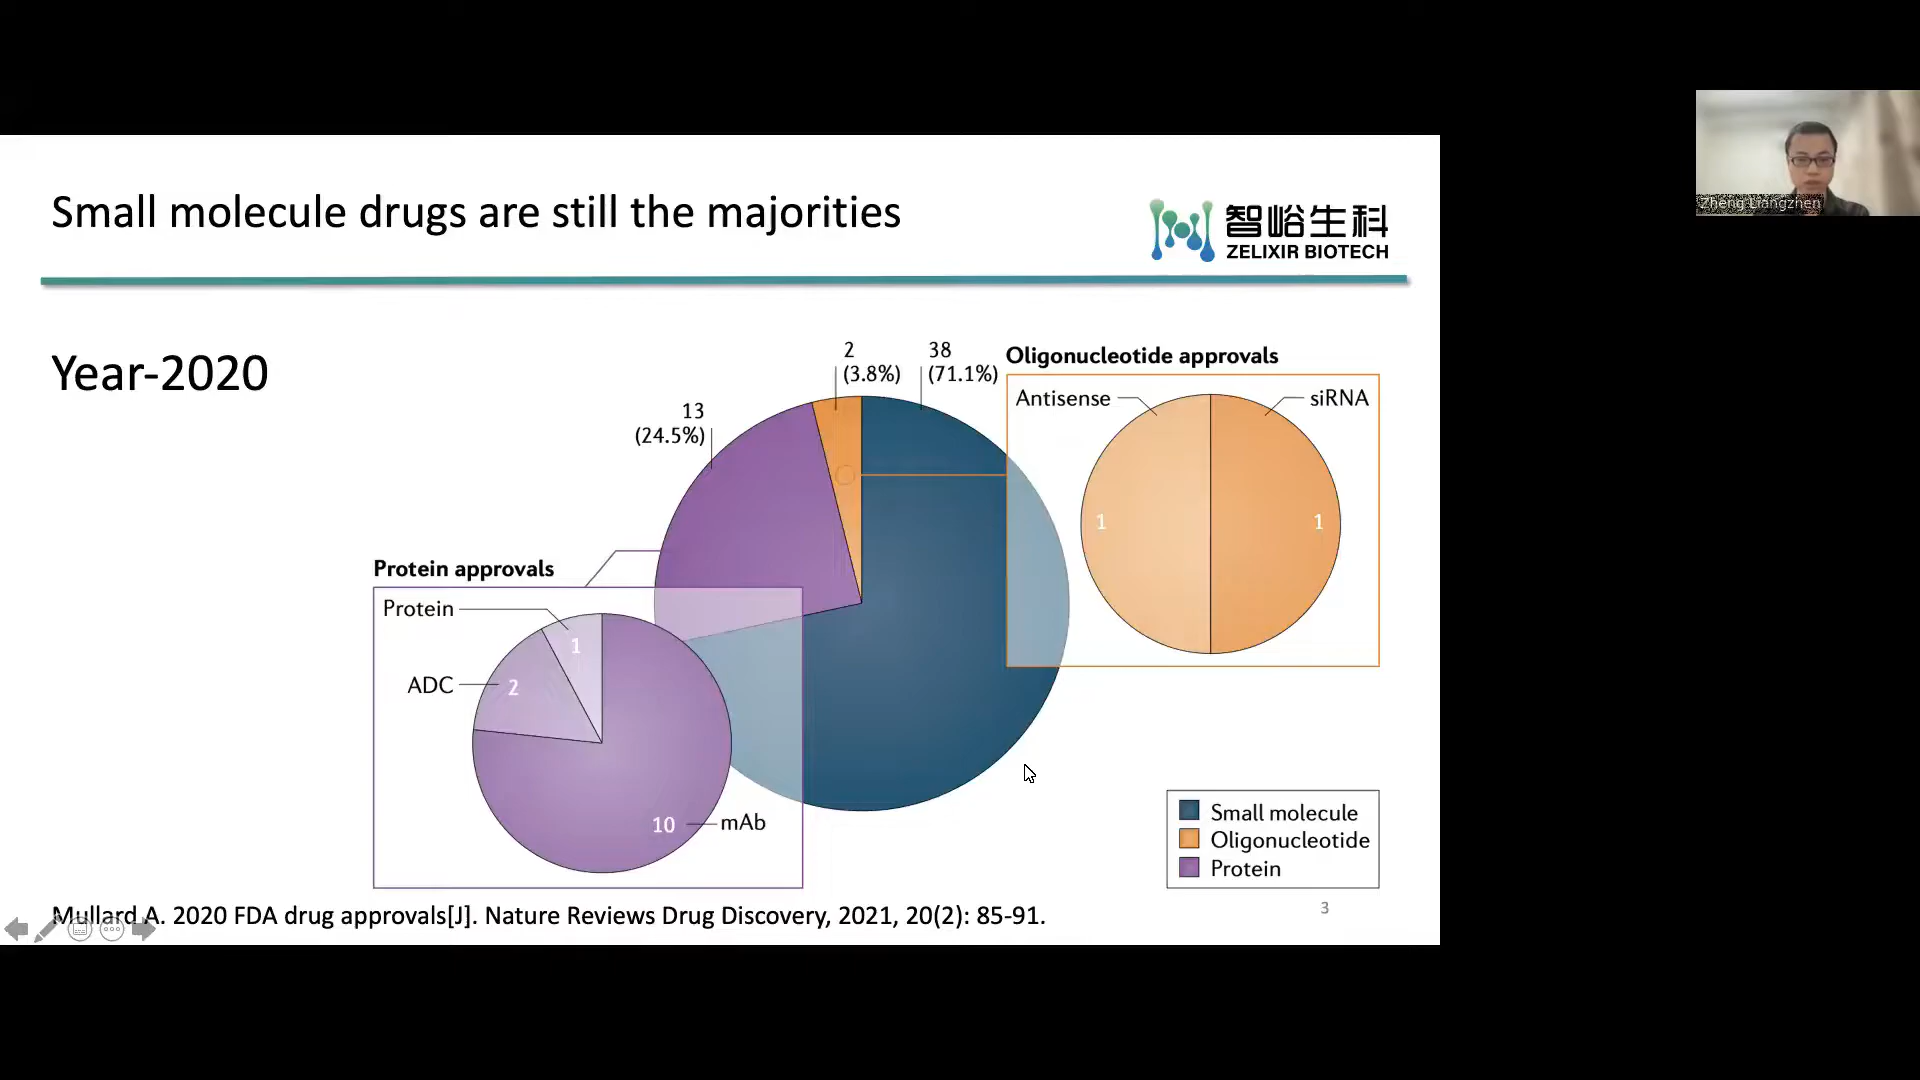 Zheng Liangzhen
Small molecule drugs are still the majorities
智峪生科
ZELIXIR BIOTECH
Year-2020
2
(3.8%)
38
(71.1%)
13
(24.5%)
Oligonucleotide approvals
Antisense
siRNA
1
1
Protein approvals
Protein
1
ADC
2
10
mAb
Small molecule
Oligonucleotide
Protein
Mullard A. 2020 FDA drug approvals[J]. Nature Reviews Drug Discovery, 2021, 20(2): 85-91.
3